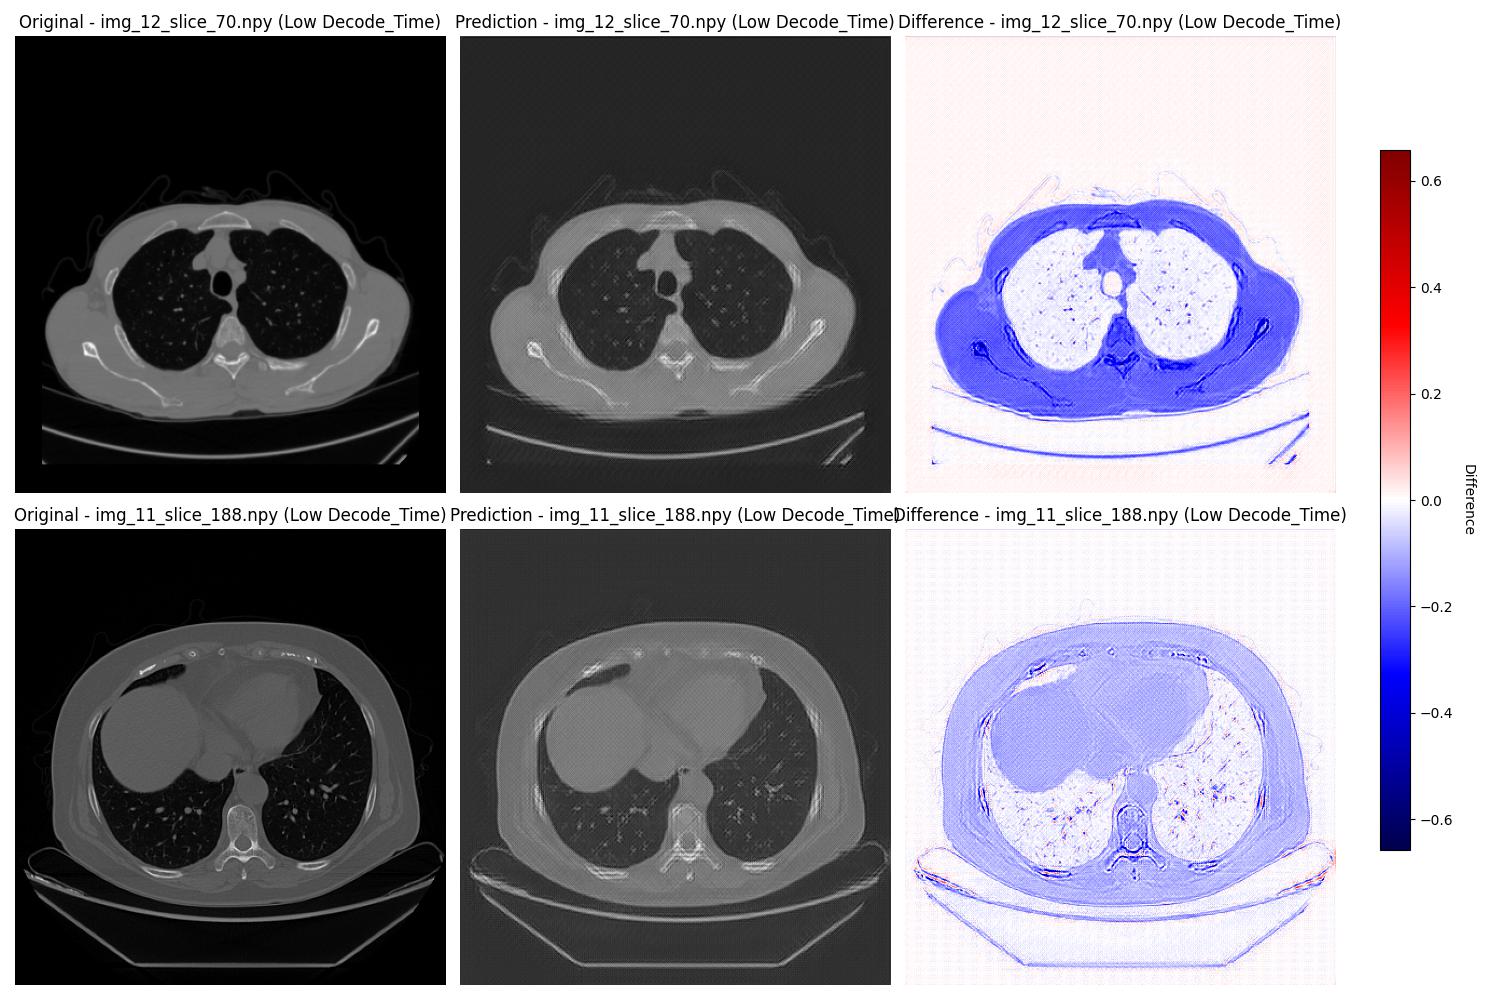 Original - img_12_slice_70.npy (Low Decode_Time)
Prediction - img_12_slice_70.npy (Low Decode_Time)
Difference - img_12_slice_70.npy (Low Decode_Time)
Original - img_11_slice_188.npy (Low Decode_Time)
Prediction - img_11_slice_188.npy (Low Decode_Time)
Difference - img_11_slice_188.npy (Low Decode_Time)
0.6
0.4
0.2
0.0
−0.2
−0.4
−0.6
Difference